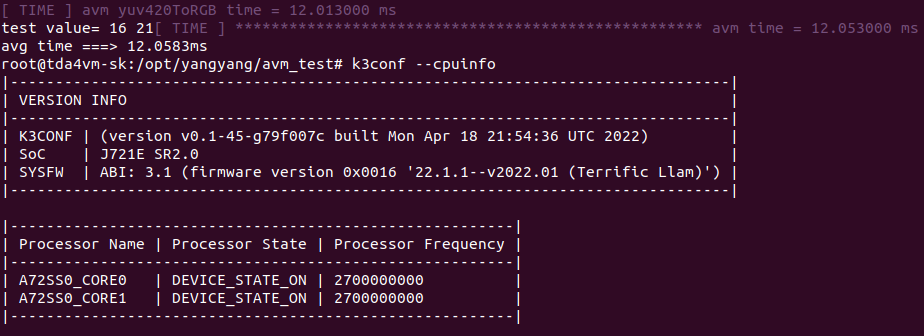 [ TIME ] avm yuv420ToRGB time = 12.013000 ms
test value= 16 21[ TIME ] **************************************************** avm time = 12.053000 ms
avg time ===> 12.0583ms
root@tda4vm-sk:/opt/yangyang/avm_test# k3conf --cpuinfo
|--------------------------------------------------------------------------------|
| VERSION INFO                                                                   |
|--------------------------------------------------------------------------------|
| K3CONF | (version v0.1-45-g79f007c built Mon Apr 18 21:54:36 UTC 2022)         |
| SoC    | J721E SR2.0                                                           |
| SYSFW  | ABI: 3.1 (firmware version 0x0016 '22.1.1--v2022.01 (Terrific Llam)') |
|--------------------------------------------------------------------------------|
|--------------------------------------------------------|
| Processor Name | Processor State | Processor Frequency |
|--------------------------------------------------------|
| A72SS0_CORE0   | DEVICE_STATE_ON | 2700000000          |
| A72SS0_CORE1   | DEVICE_STATE_ON | 2700000000          |
|--------------------------------------------------------|